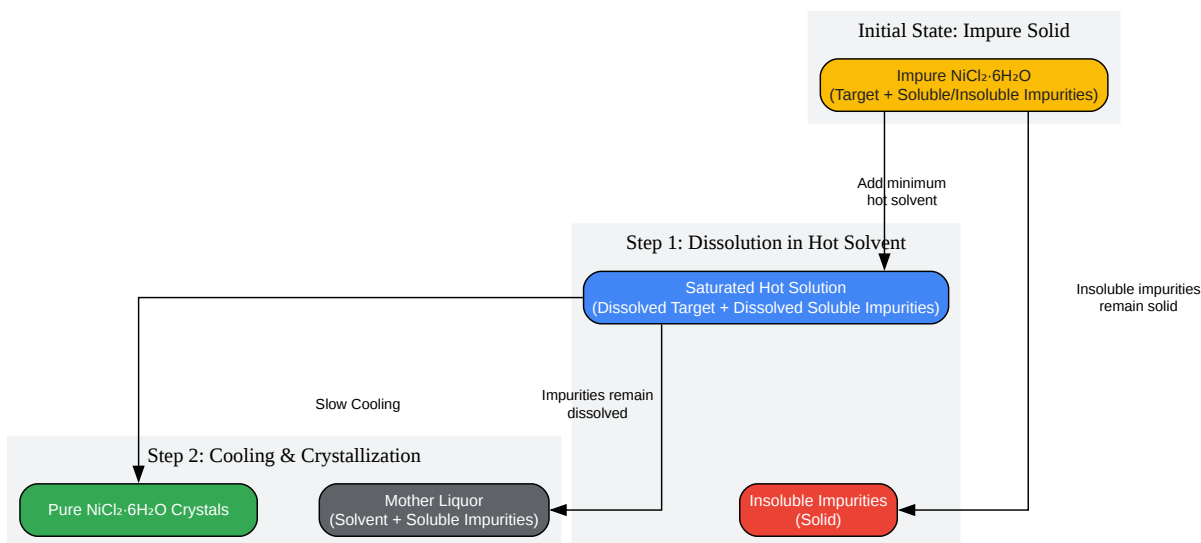 Initial State: Impure Solid
Impure NiCl₂·6H₂O
(Target + Soluble/Insoluble Impurities)
Add minimum
hot solvent
Step 1: Dissolution in Hot Solvent
Saturated Hot Solution
(Dissolved Target + Dissolved Soluble Impurities)
Insoluble impurities
remain solid
Slow Cooling
Impurities remain
dissolved
Step 2: Cooling & Crystallization
Pure NiCl₂·6H₂O Crystals
Mother Liquor
(Solvent + Soluble Impurities)
Insoluble Impurities
(Solid)